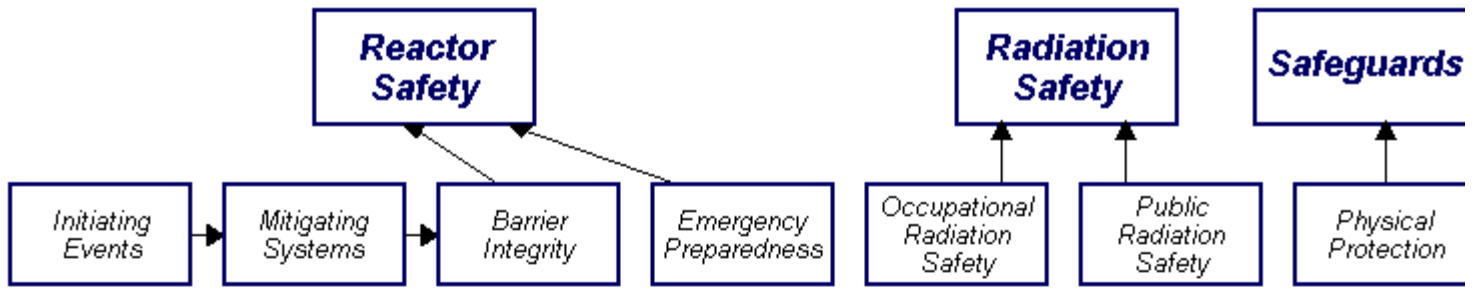 Reactor
Safety
Radiation
Safety
Safeguards
Initiating
Events
Mitigating
Systems
Barrier
Integrity
Emergency
Preparedness
Occupational
Radiation
Safety
Public
Radiation
Safety
Physical
Protection